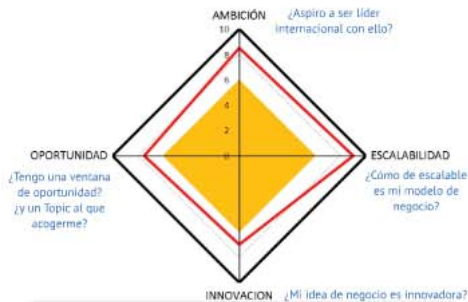 AMBICIÓN
¿Aspiro a ser líder
internacional con ello?
10
8
6
4
2
0
OPORTUNIDAD
¿Tengo una ventana
de oportunidad?
¿y un Topic al que
acogerme?
ESCALABILIDAD
¿Cómo de escalable
es mi modelo de
negocio?
INNOVACION
¿Mi idea de negocio es innovadora?